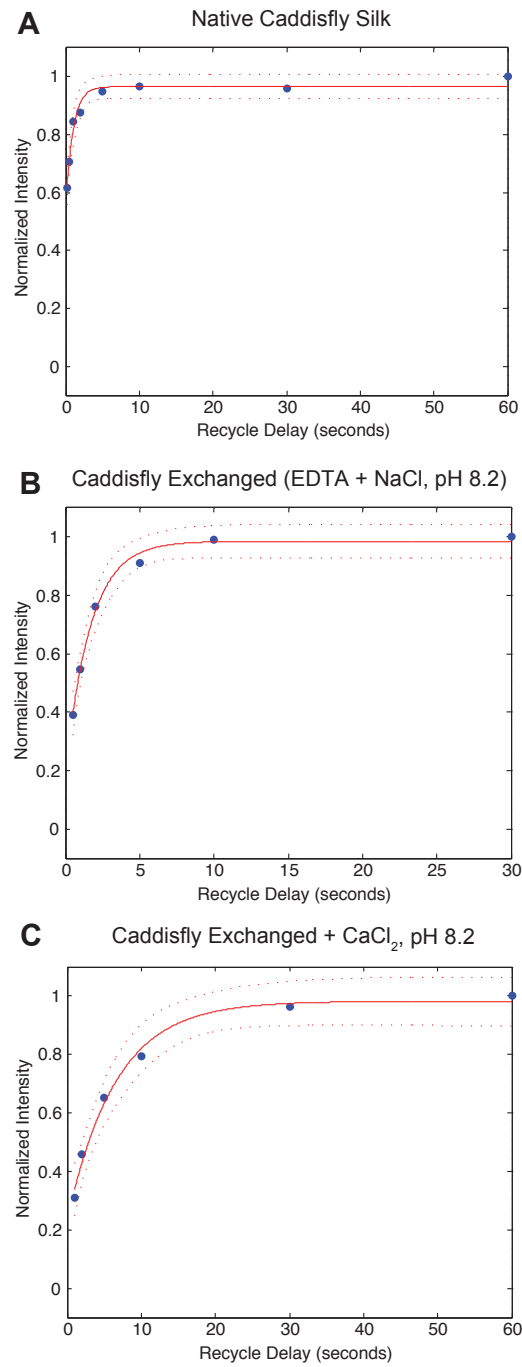 A
Native Caddisfly Silk
1
0.8
0.6
0.4
0.2
0
Normalized Intensity
0 10 20 30 40 50 60
Recycle Delay (seconds)
B
Caddisfly Exchanged (EDTA + NaCl, pH 8.2)
1
0.8
0.6
0.4
0.2
0
Normalized Intensity
0 5 10 15 20 25 30
Recycle Delay (seconds)
C
Caddisfly Exchanged + CaCl₂, pH 8.2
1
0.8
0.6
0.4
0.2
0
Normalized Intensity
0 10 20 30 40 50 60
Recycle Delay (seconds)